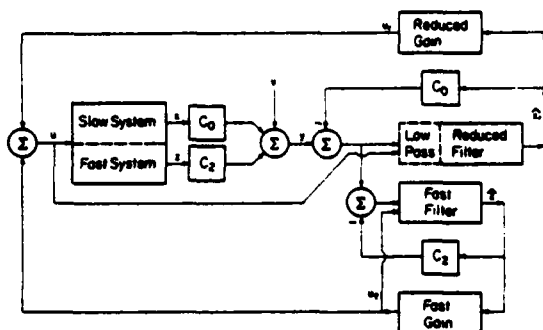 Reduced
Gain
C₀
v
Σ
u
Slow System
Fast System
x
z
C₀
C₂
Σ
y
Σ
Low
Pass
Reduced
Filter
Σ
Fast
Filter
C₂
Fast
Gain